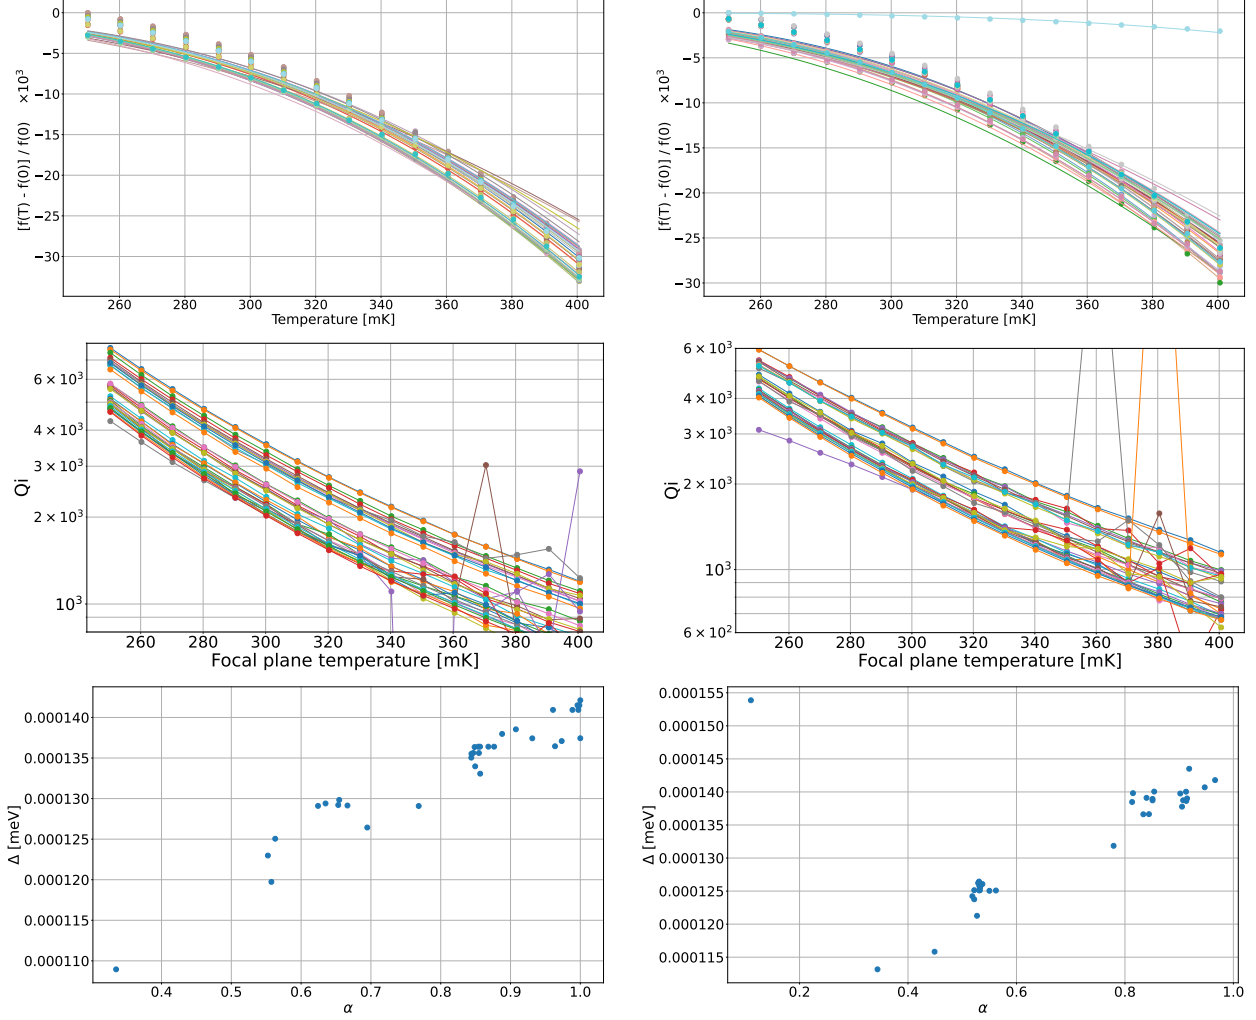 0
−5
−10
−15
−20
−25
−30
[f(T) - f(0)] / f(0) ×10³
260 280 300 320 340 360 380 400
Temperature [mK]
0
−5
−10
−15
−20
−25
−30
[f(T) - f(0)] / f(0) ×10³
260 280 300 320 340 360 380 400
Temperature [mK]
6 × 10³
4 × 10³
3 × 10³
2 × 10³
10³
Qi
260 280 300 320 340 360 380 400
Focal plane temperature [mK]
6 × 10³
4 × 10³
3 × 10³
2 × 10³
10³
6 × 10²
Qi
260 280 300 320 340 360 380 400
Focal plane temperature [mK]
0.000140
0.000135
0.000130
0.000125
0.000120
0.000115
0.000110
Δ [meV]
0.4 0.5 0.6 0.7 0.8 0.9 1.0
α
0.000155
0.000150
0.000145
0.000140
0.000135
0.000130
0.000125
0.000120
0.000115
Δ [meV]
0.2 0.4 0.6 0.8 1.0
α